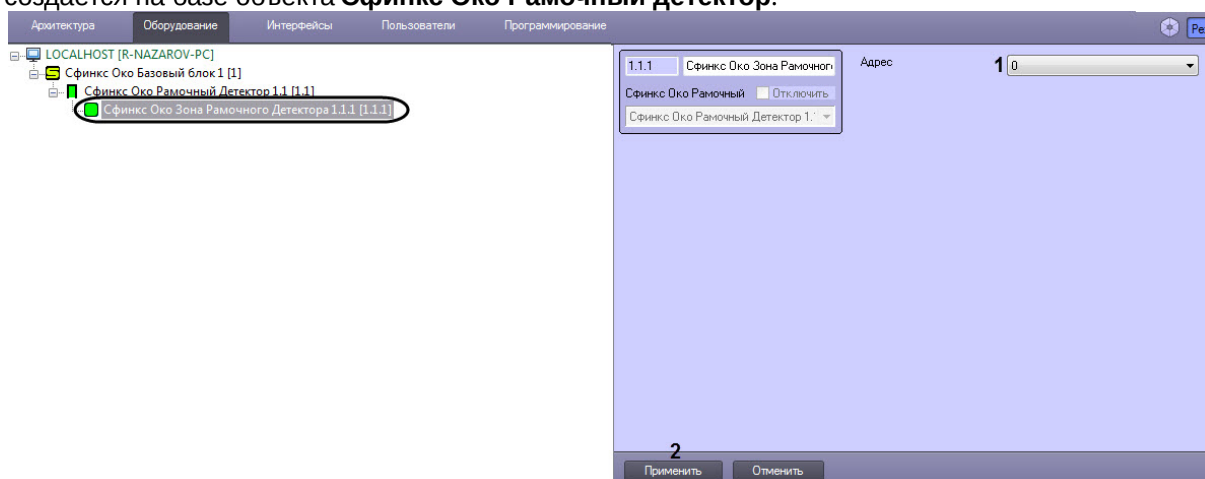 создается на базе объекта Сфинкс Око Рамочный детектор.
Архитектура Оборудование Интерфейсы Пользователи Программирование
LOCALHOST [R-NAZAROV-PC]
Сфинкс Око Базовый блок 1 [1]
Сфинкс Око Рамочный Детектор 1.1 [1.1]
Сфинкс Око Зона Рамочного Детектора 1.1.1 [1.1.1]
1.1.1 Сфинкс Око Зона Рамочног
Сфинкс Око Рамочный Отключить
Сфинкс Око Рамочный Детектор 1.
Адрес 1 0
2
Применить Отменить